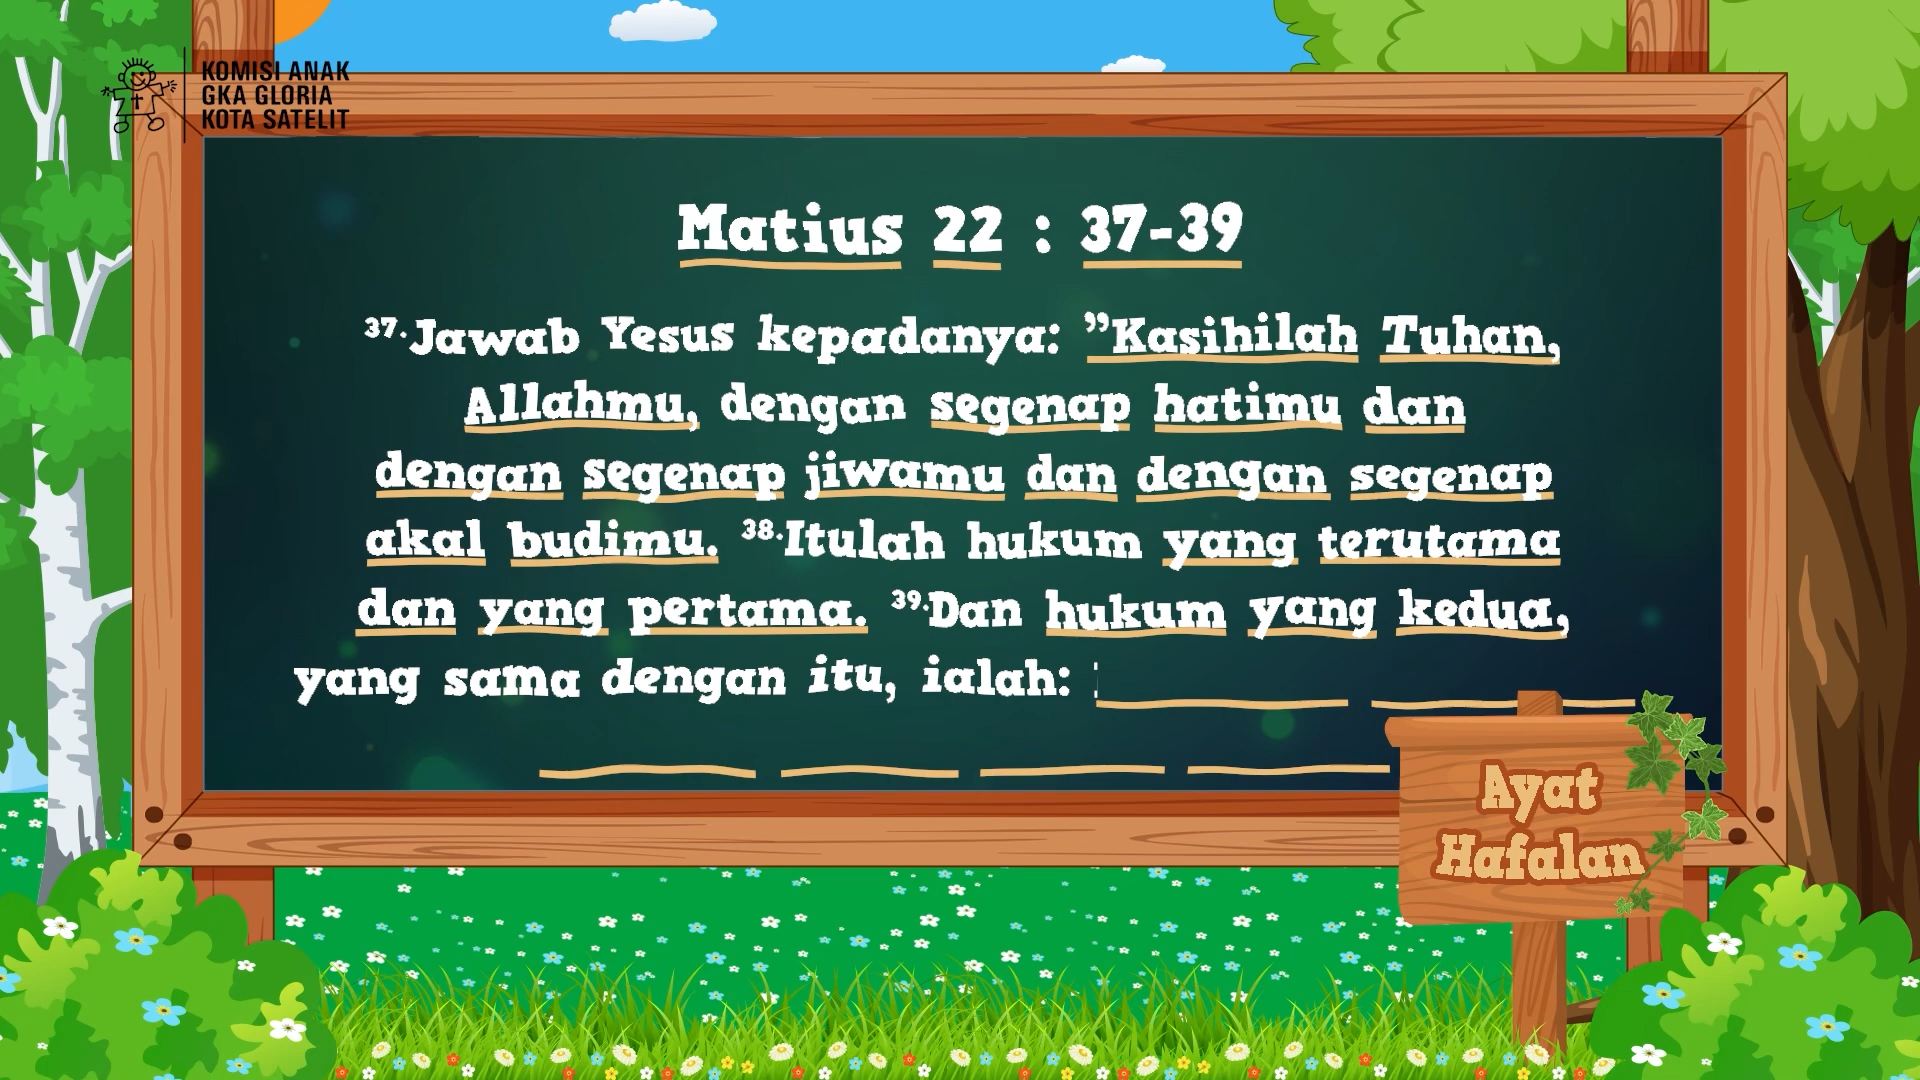 KOMISI ANAK
GKA GLORIA
KOTA SATELIT
Matius 22 : 37-39
37.Jawab Yesus kepadanya: ”Kasihilah Tuhan,
Allahmu, dengan segenap hatimu dan
dengan segenap jiwamu dan dengan segenap
akal budimu. 38.Itulah hukum yang terutama
dan yang pertama. 39.Dan hukum yang kedua,
yang sama dengan itu, ialah:
Ayat
Hafalan